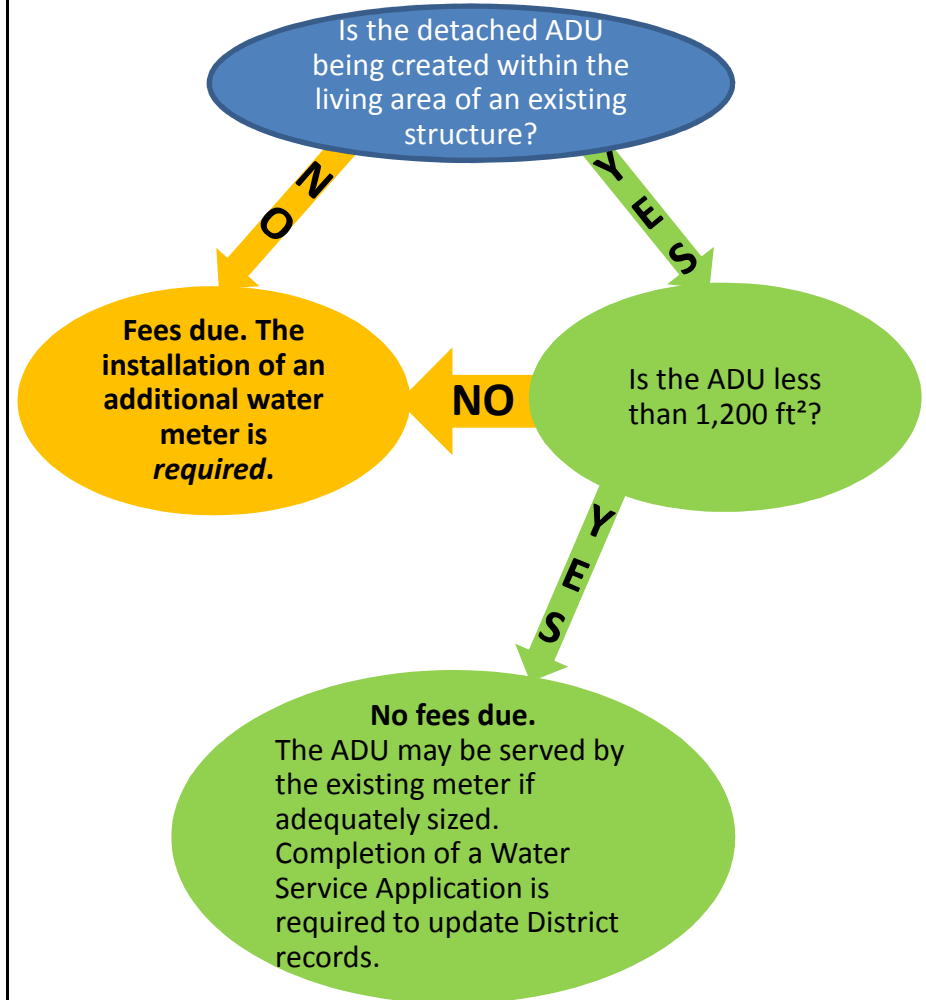 Is the detached ADU
being created within the
living area of an existing
structure?
NO
YES
Fees due. The
installation of an
additional water
meter is
required.
NO
Is the ADU less
than 1,200 ft²?
YES
No fees due.
The ADU may be served by
the existing meter if
adequately sized.
Completion of a Water
Service Application is
required to update District
records.